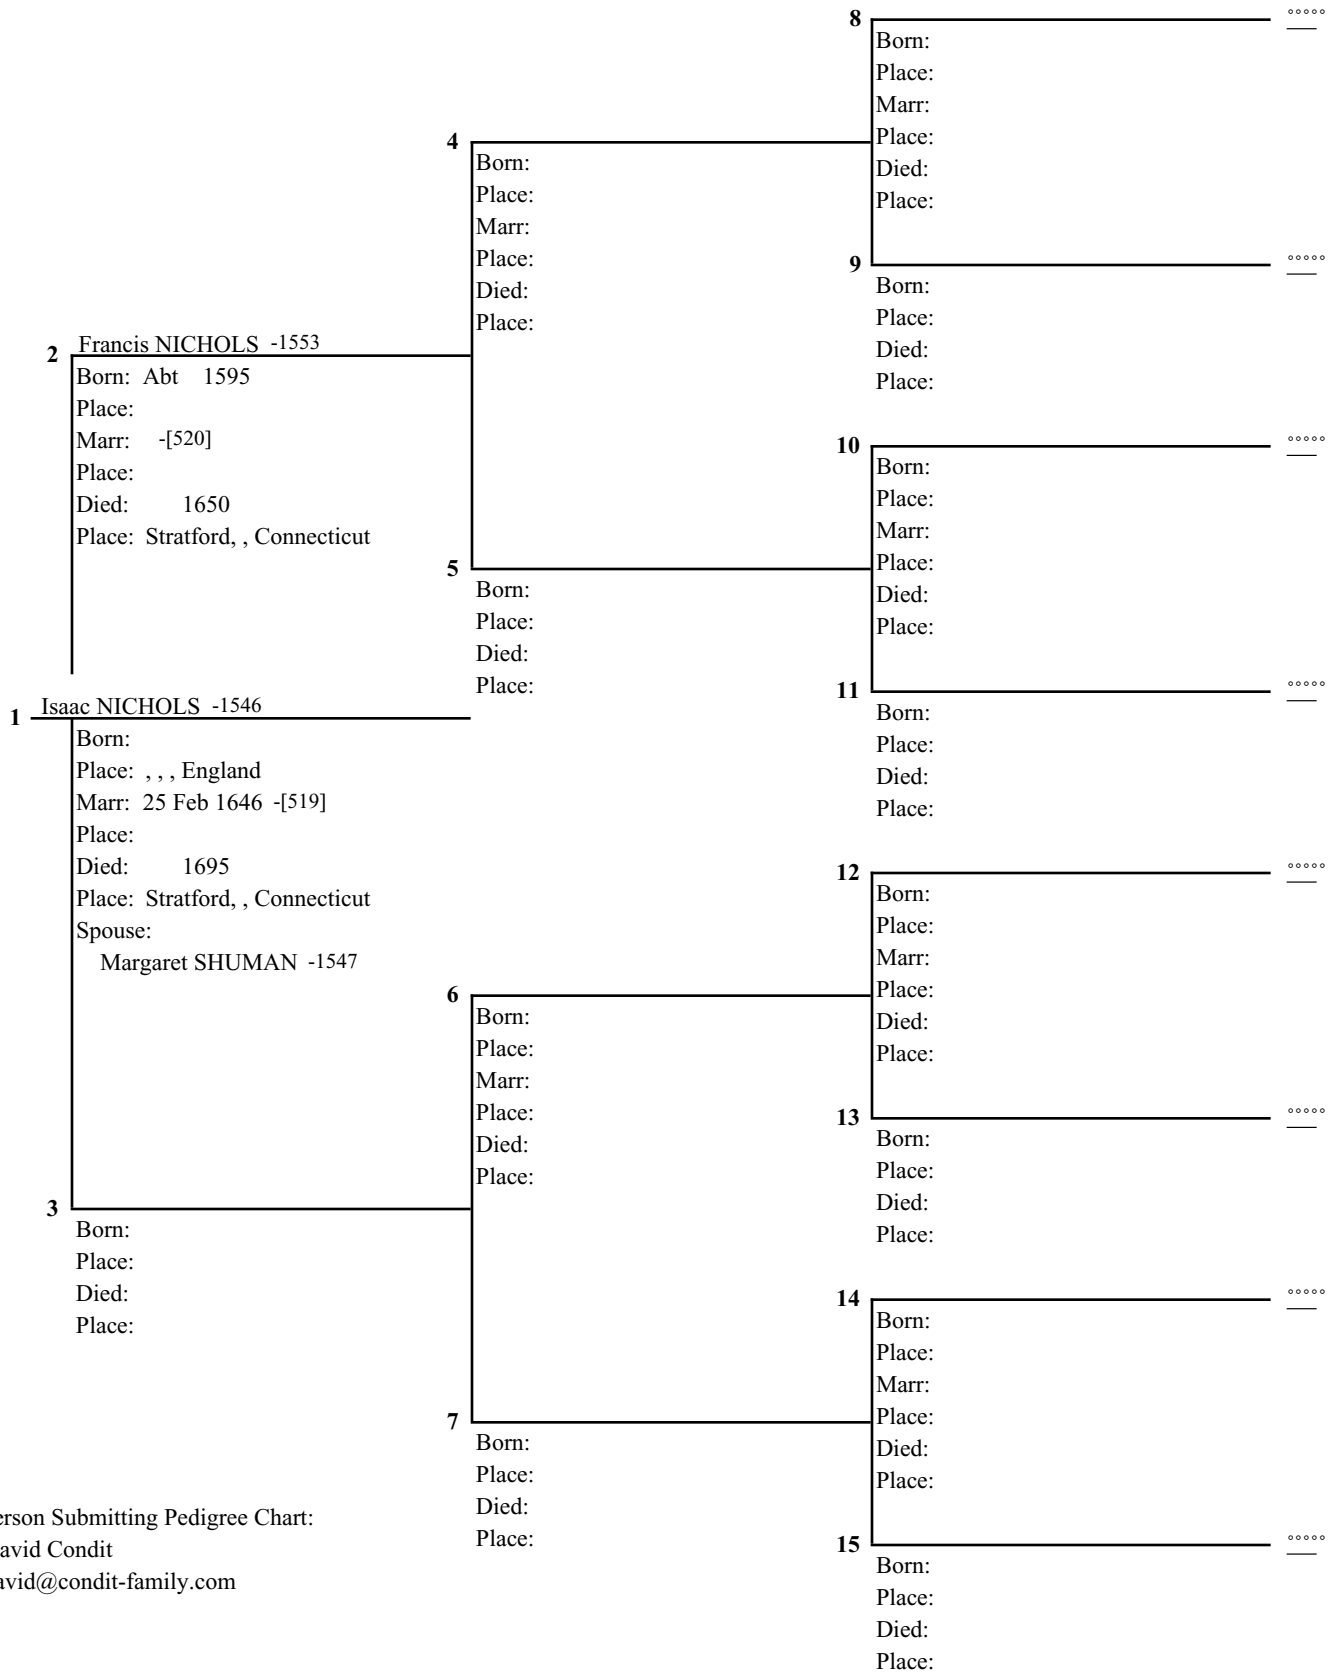 8 °°°°°
Born:
Place:
Marr:
Place:
Died:
Place:
4
Born:
Place:
Marr:
Place:
Died:
Place:
9 °°°°°
Born:
Place:
Died:
Place:
2 Francis NICHOLS -1553
Born: Abt 1595
Place:
Marr: -[520]
Place:
Died: 1650
Place: Stratford, , Connecticut
10 °°°°°
Born:
Place:
Marr:
Place:
Died:
Place:
5
Born:
Place:
Died:
Place:
11 °°°°°
Born:
Place:
Died:
Place:
1 Isaac NICHOLS -1546
Born:
Place: , , , England
Marr: 25 Feb 1646 -[519]
Place:
Died: 1695
Place: Stratford, , Connecticut
Spouse:
Margaret SHUMAN -1547
12 °°°°°
Born:
Place:
Marr:
Place:
Died:
Place:
6
Born:
Place:
Marr:
Place:
Died:
Place:
13 °°°°°
Born:
Place:
Died:
Place:
3
Born:
Place:
Died:
Place:
14 °°°°°
Born:
Place:
Marr:
Place:
Died:
Place:
7
Born:
Place:
Died:
Place:
15 °°°°°
Born:
Place:
Died:
Place:
erson Submitting Pedigree Chart:
avid Condit
avid@condit-family.com